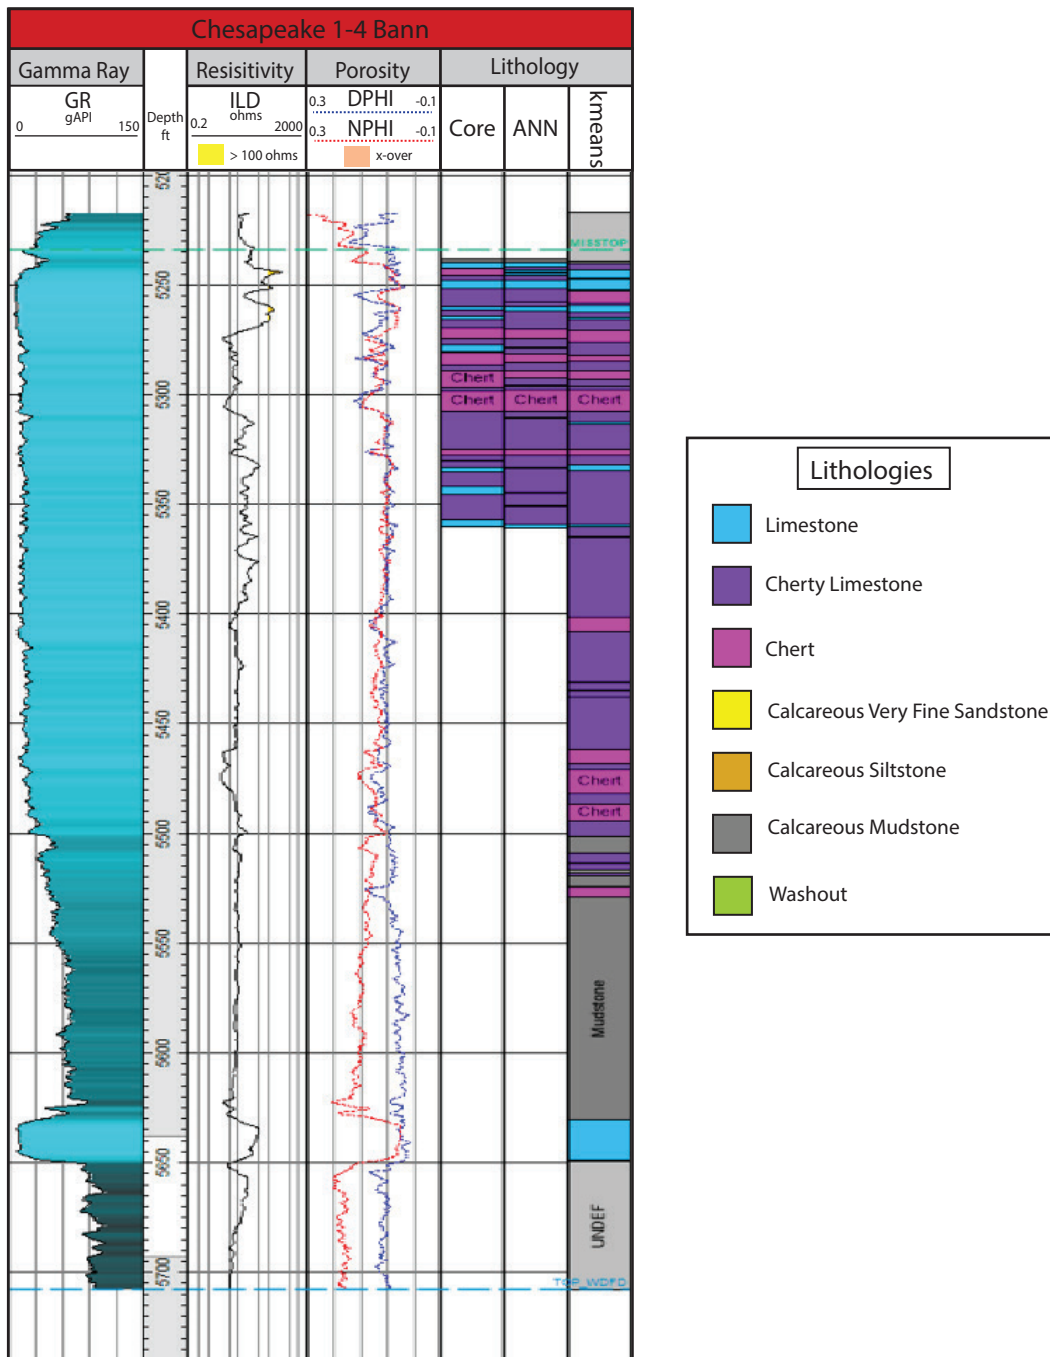 Chesapeake 1-4 Bann
Gamma Ray
Resisitivity
Porosity
Lithology
GR
gAPI
0 150
Depth
ft
ILD
ohms
0.2 2000
> 100 ohms
0.3 DPHI -0.1
0.3 NPHI -0.1
x-over
Core
ANN
kmeans
520
MISSTOP
5250
Chert
5300
Chert
Chert
Chert
5350
5400
5450
Chert
Chert
5500
5550
Mudstone
5600
5650
UNDEF
5700
TOP_WDFD
Lithologies
Limestone
Cherty Limestone
Chert
Calcareous Very Fine Sandstone
Calcareous Siltstone
Calcareous Mudstone
Washout